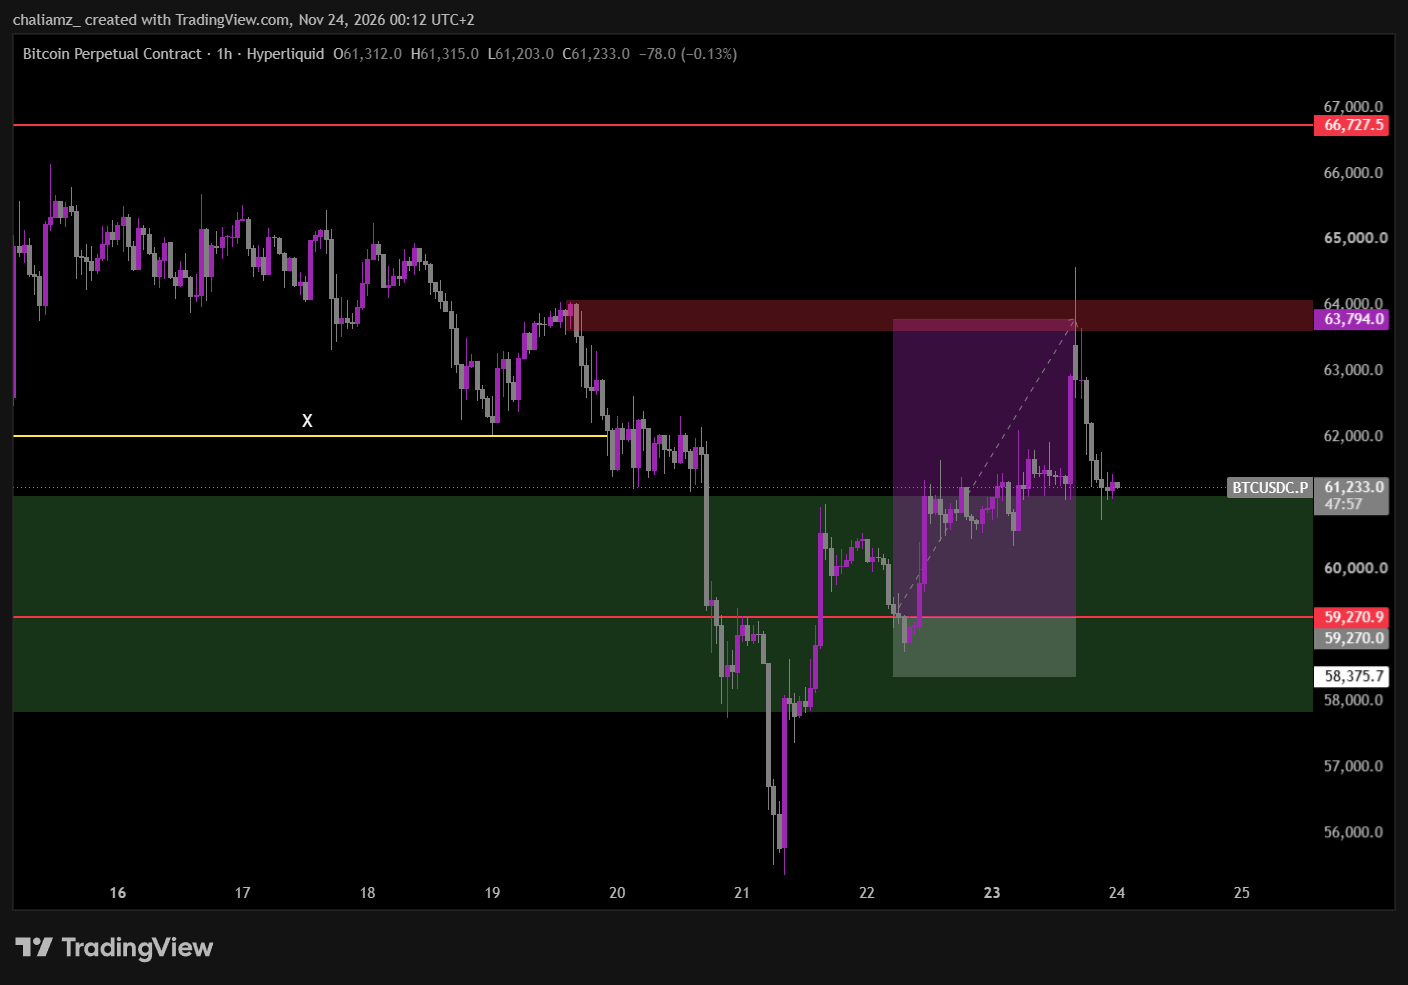 chaliamz_ created with TradingView.com, Nov 24, 2026 00:12 UTC+2
Bitcoin Perpetual Contract · 1h · Hyperliquid O61,312.0 H61,315.0 L61,203.0 C61,233.0 −78.0 (−0.13%)
67,000.0
66,727.5
66,000.0
65,000.0
64,000.0
63,794.0
63,000.0
X
62,000.0
BTCUSDC.P 61,233.0
47:57
60,000.0
59,270.9
59,270.0
58,375.7
58,000.0
57,000.0
56,000.0
16 17 18 19 20 21 22 23 24 25
TradingView